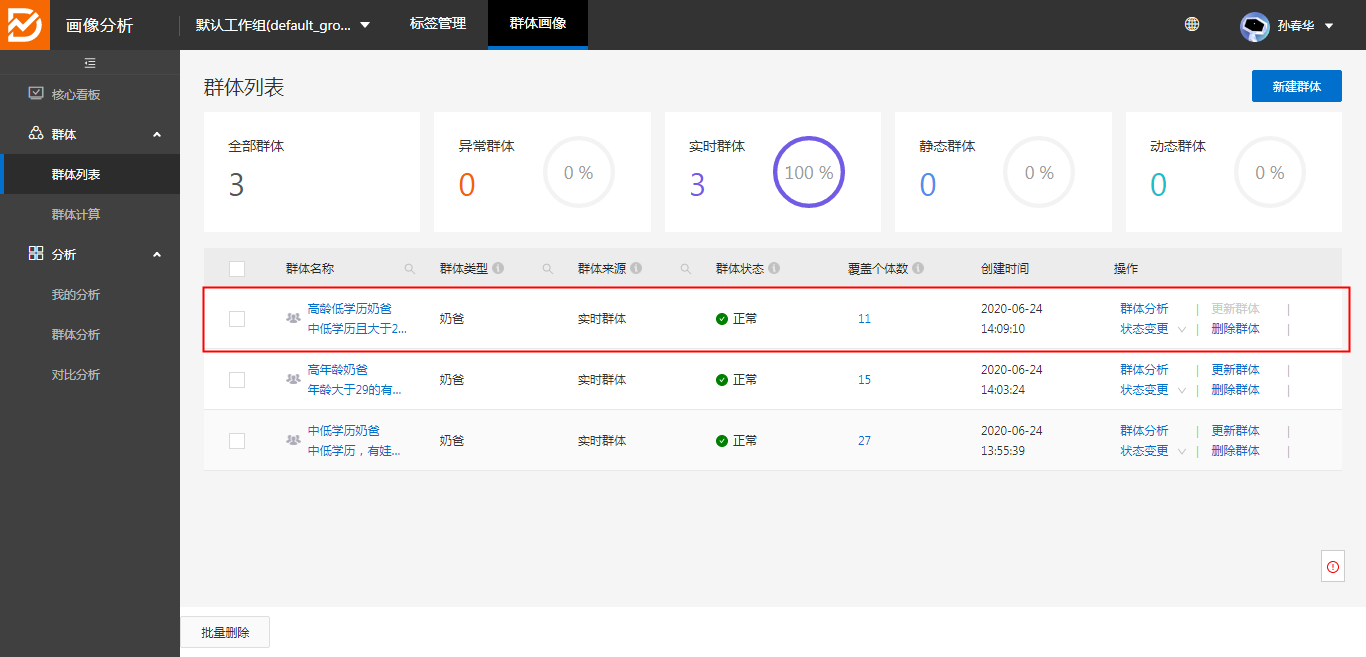 画像分析
默认工作组(default_gro...
标签管理
群体画像
孙春华
核心看板
群体
群体列表
群体计算
分析
我的分析
群体分析
对比分析
群体列表
新建群体
全部群体
3
异常群体
0
0 %
实时群体
3
100 %
静态群体
0
0 %
动态群体
0
0 %
群体名称 群体类型 群体来源 群体状态 覆盖个体数 创建时间 操作
高龄低学历奶爸
中低学历且大于2...
奶爸 实时群体 正常 11
2020-06-24
14:09:10
群体分析 | 更新群体 |
状态变更 | 删除群体 |
高年龄奶爸
年龄大于29的有...
奶爸 实时群体 正常 15
2020-06-24
14:03:24
群体分析 | 更新群体 |
状态变更 | 删除群体 |
中低学历奶爸
中低学历，有娃...
奶爸 实时群体 正常 27
2020-06-24
13:55:39
群体分析 | 更新群体 |
状态变更 | 删除群体 |
批量删除